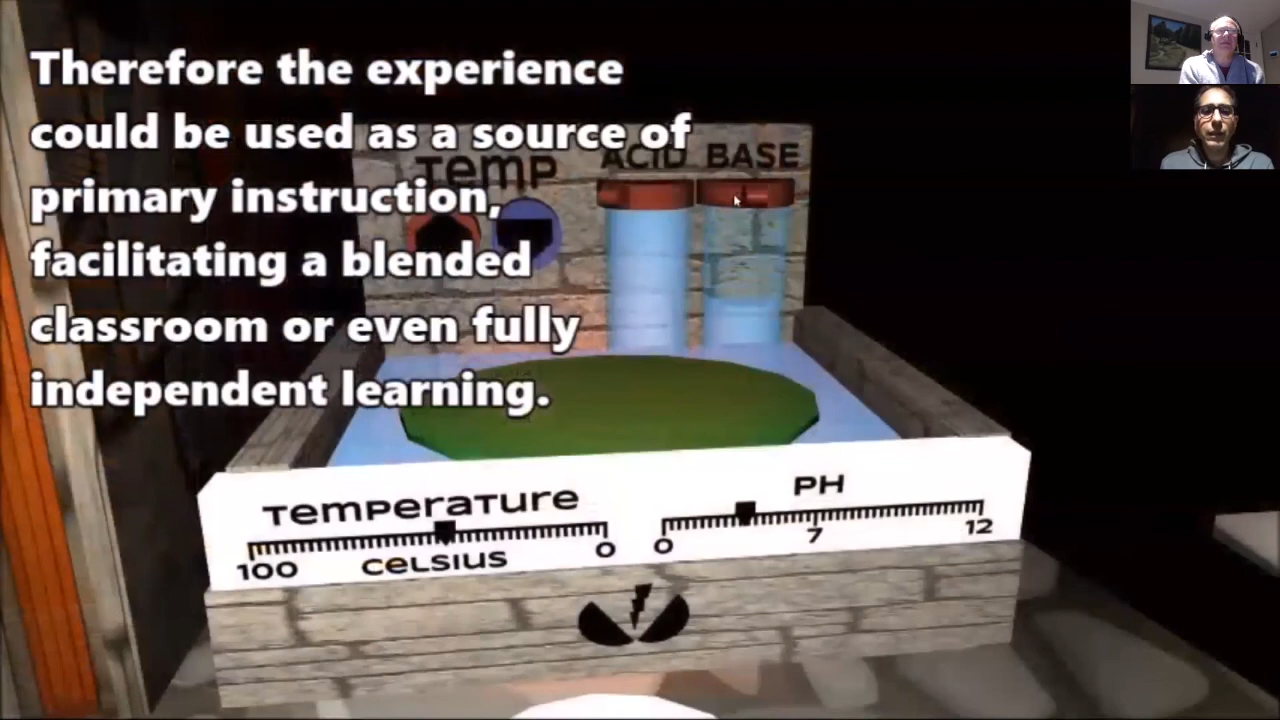 Therefore the experience
could be used as a source of
primary instruction,
facilitating a blended
classroom or even fully
independent learning.
Temp
ACID BASE
Temperature
100 Celsius 0
PH
0 7 12